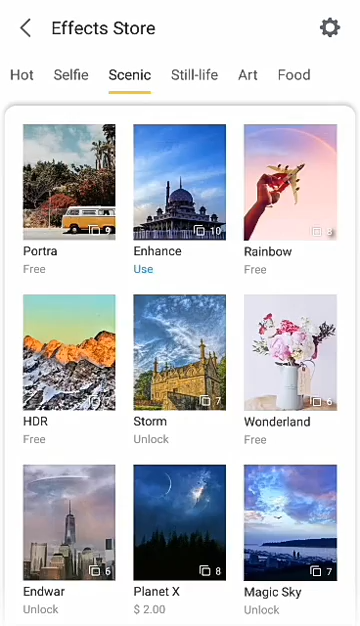 Effects Store
Hot Selfie Scenic Still-life Art Food
9 10 8
Portra Enhance Rainbow
Free Use Free
7 7 6
HDR Storm Wonderland
Free Unlock Free
6 8 7
Endwar Planet X Magic Sky
Unlock $ 2.00 Unlock